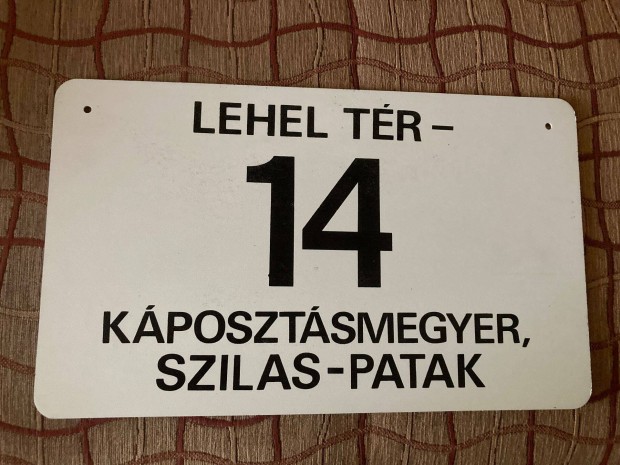 LEHEL TÉR –
14
KÁPOSZTÁSMEGYER,
SZILAS-PATAK